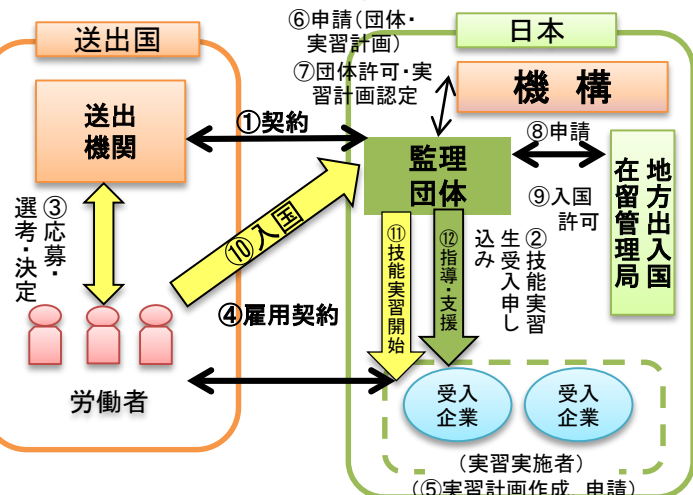 送出国
日本
⑥申請(団体・
実習計画)
⑦団体許可・実
習計画認定
機 構
送出
機関
①契約
監理
団体
⑧申請
⑨入国
許可
地方出入国
在留管理局
③応募・
選考・決定
⑩入国
④雇用契約
⑪技能実習開始
⑫指導・支援
②技能実習
生受入申し
込み
労働者
受入
企業
受入
企業
(実習実施者)
(⑤実習計画作成、申請)